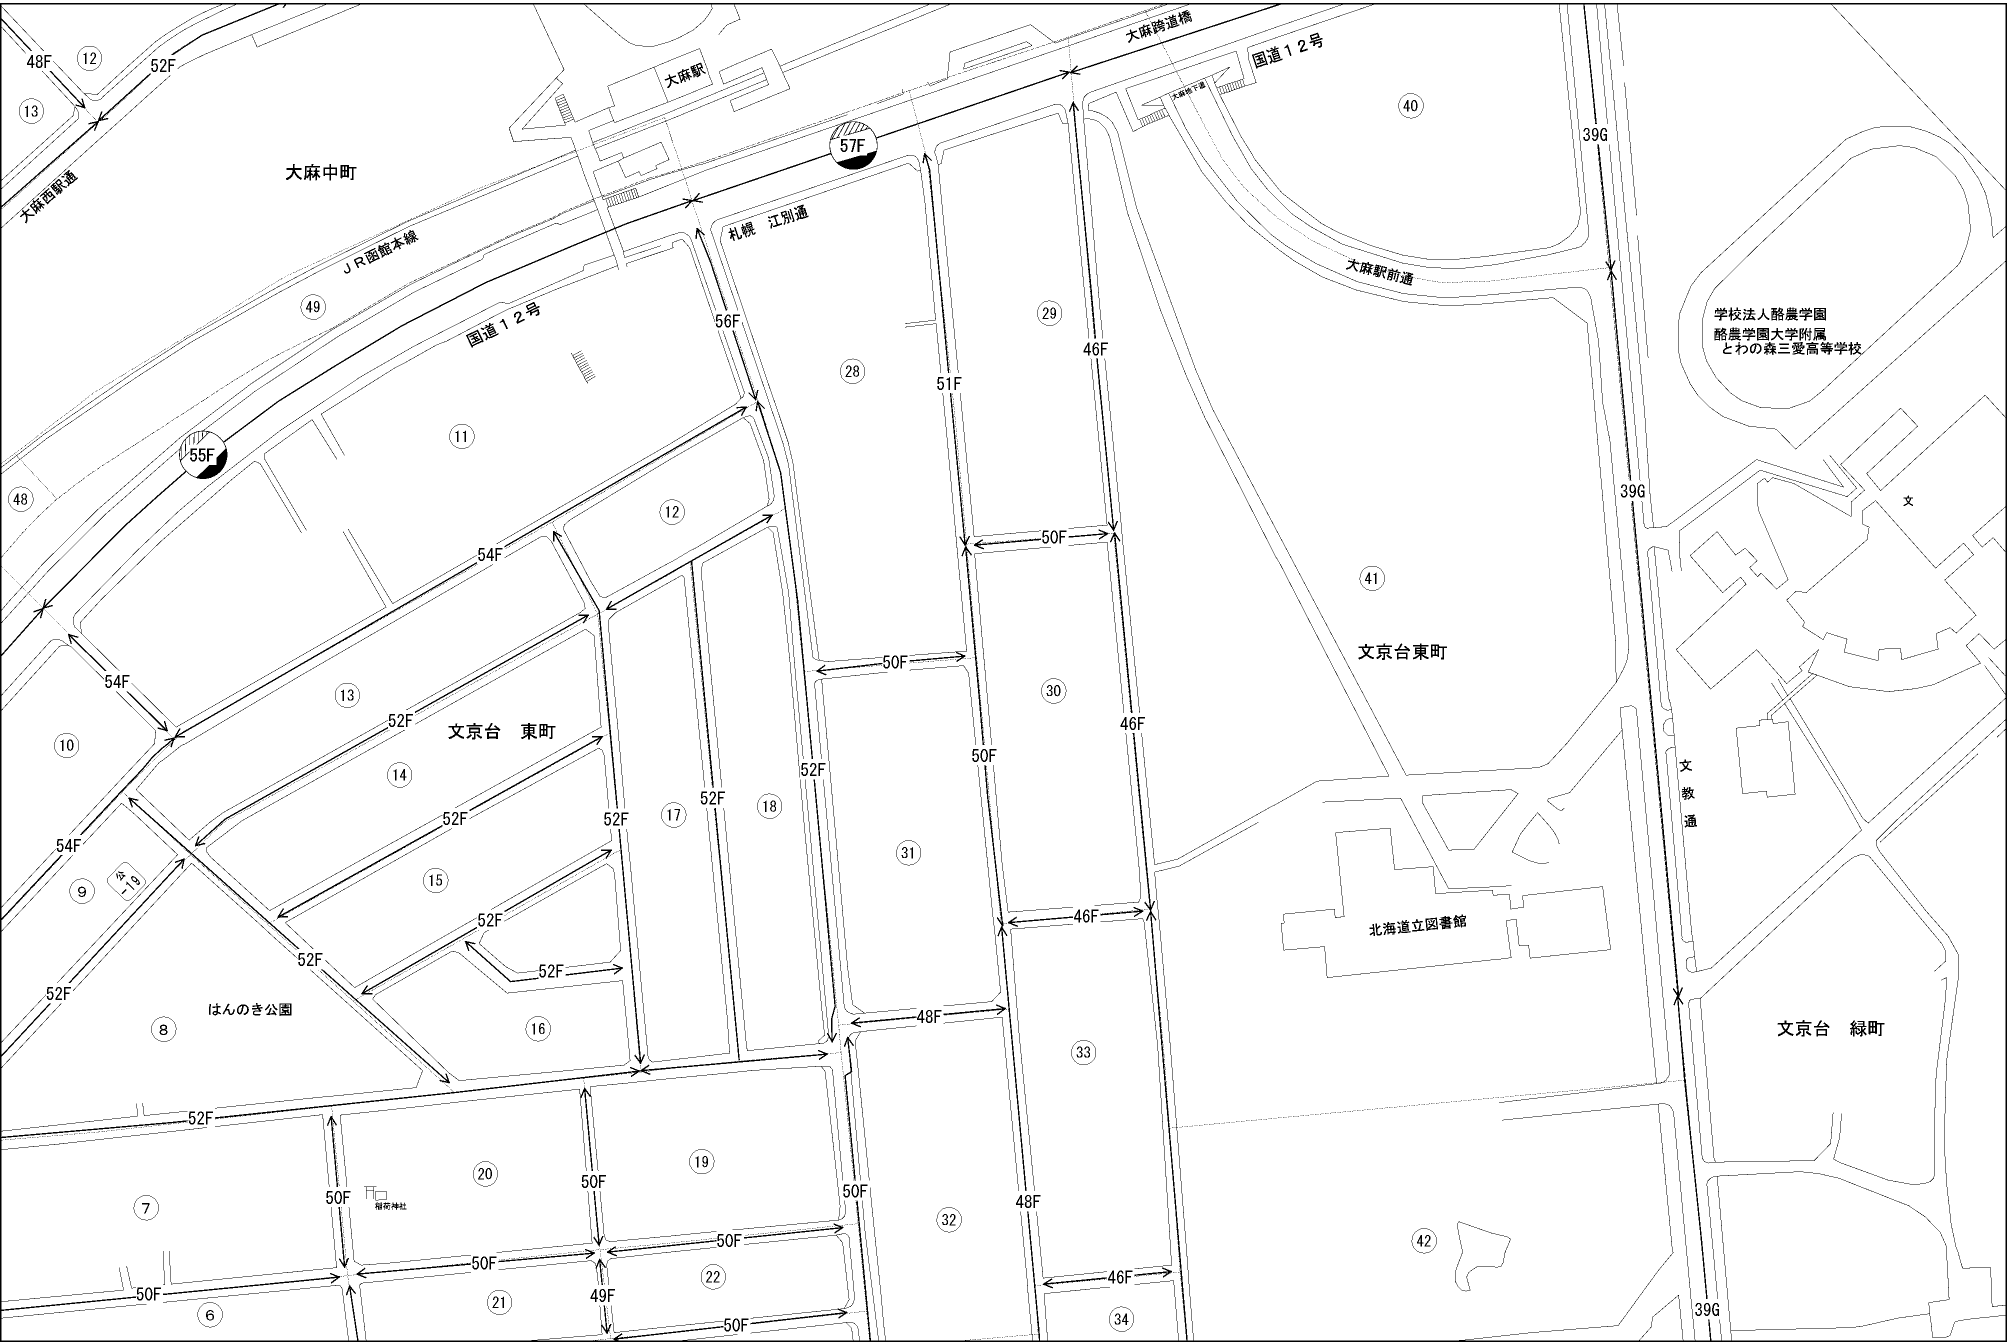 48F
12
52F
13
大麻西駅通
大麻中町
大麻駅
大麻跨道橋
国道12号
大麻地下道
40
39G
57F
札幌 江別通
JR函館本線
49
国道12号
56F
大麻駅前通
29
46F
28
51F
学校法人酪農学園
酪農学園大学附属
とわの森三愛高等学校
55F
48
11
12
54F
50F
39G
文
41
文京台東町
54F
13
50F
30
10
52F
文京台 東町
46F
14
50F
52F
52F
18
17
52F
52F
文教通
54F
公-19
9
15
31
52F
46F
北海道立図書館
52F
52F
52F
はんのき公園
8
16
48F
33
文京台 緑町
52F
20
19
50F
稲荷神社
50F
50F
48F
7
32
42
50F
50F
50F
22
46F
49F
6
21
50F
34
39G